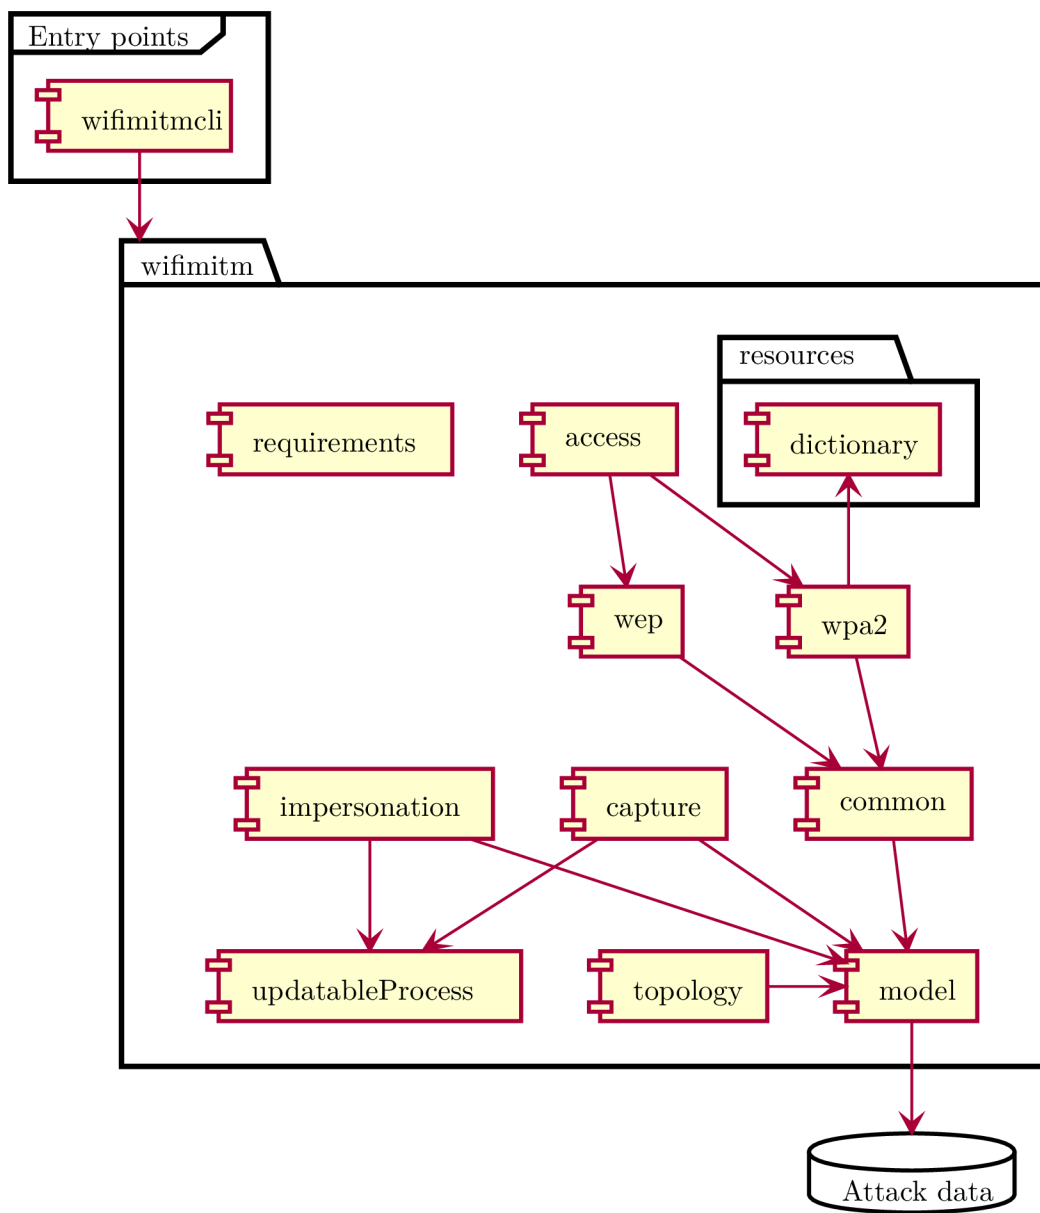 Entry points
wifimitmcli
wifimitm
resources
requirements
access
dictionary
wep
wpa2
impersonation
capture
common
updatableProcess
topology
model
Attack data